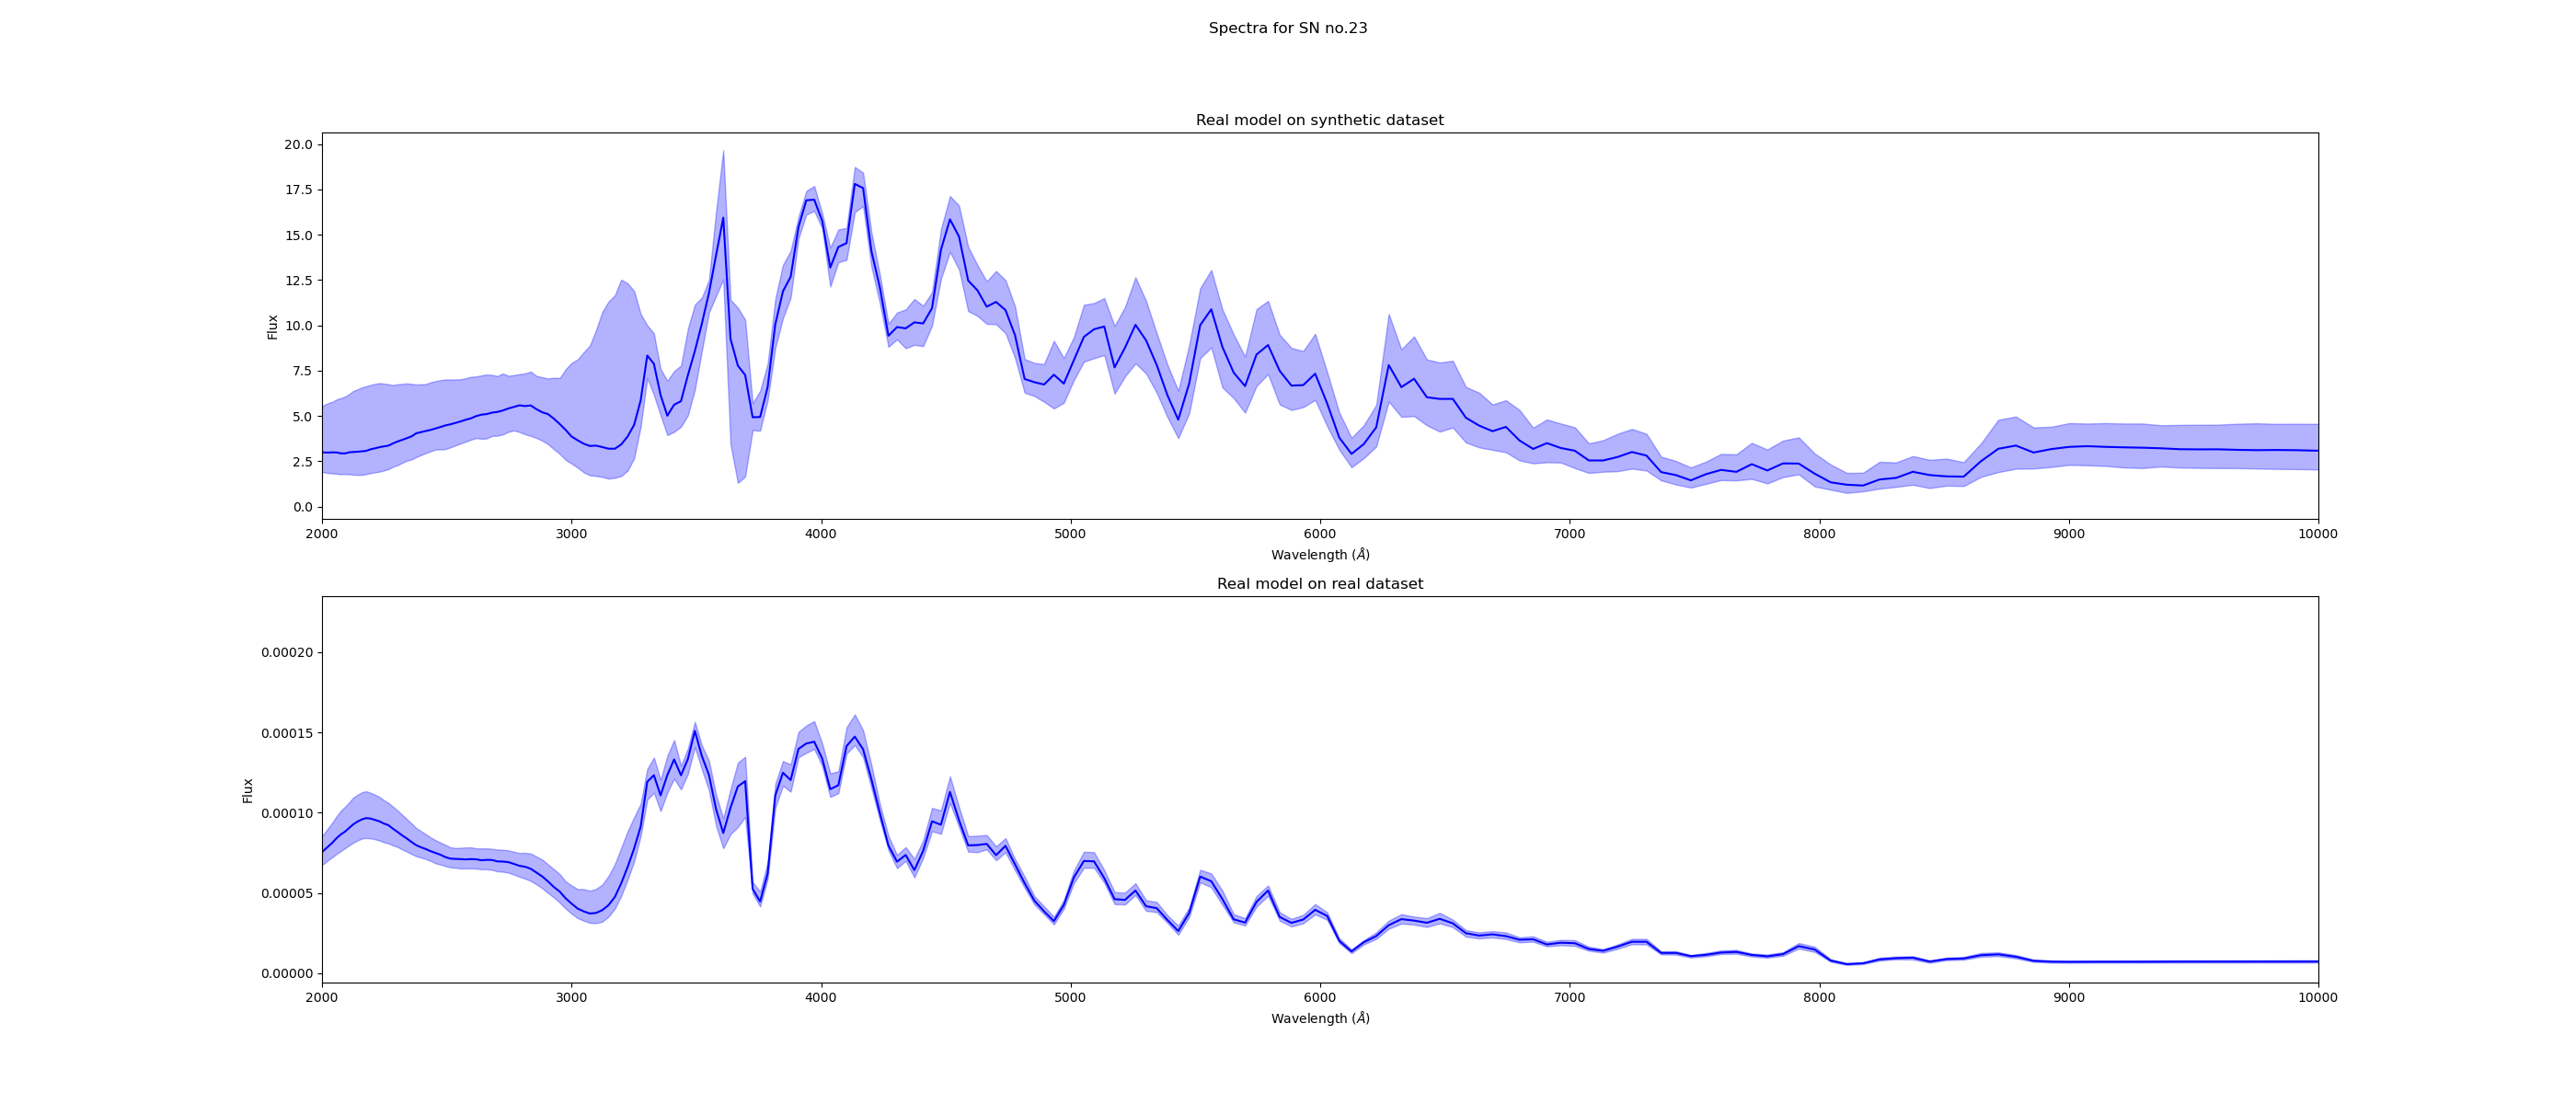 Spectra for SN no.23
Real model on synthetic dataset
20.0
17.5
15.0
12.5
10.0
7.5
5.0
2.5
0.0
Flux
2000 3000 4000 5000 6000 7000 8000 9000 10000
Wavelength (Å)
Real model on real dataset
0.00020
0.00015
0.00010
0.00005
0.00000
Flux
2000 3000 4000 5000 6000 7000 8000 9000 10000
Wavelength (Å)